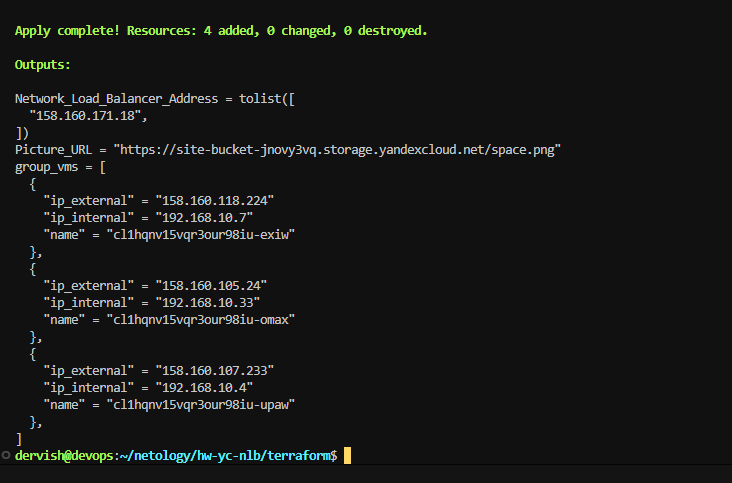 Apply complete! Resources: 4 added, 0 changed, 0 destroyed.
Outputs:
Network_Load_Balancer_Address = tolist([
  "158.160.171.18",
])
Picture_URL = "https://site-bucket-jnovy3vq.storage.yandexcloud.net/space.png"
group_vms = [
  {
    "ip_external" = "158.160.118.224"
    "ip_internal" = "192.168.10.7"
    "name" = "cl1hqnv15vqr3our98iu-exiw"
  },
  {
    "ip_external" = "158.160.105.24"
    "ip_internal" = "192.168.10.33"
    "name" = "cl1hqnv15vqr3our98iu-omax"
  },
  {
    "ip_external" = "158.160.107.233"
    "ip_internal" = "192.168.10.4"
    "name" = "cl1hqnv15vqr3our98iu-upaw"
  },
]
dervish@devops:~/netology/hw-yc-nlb/terraform$